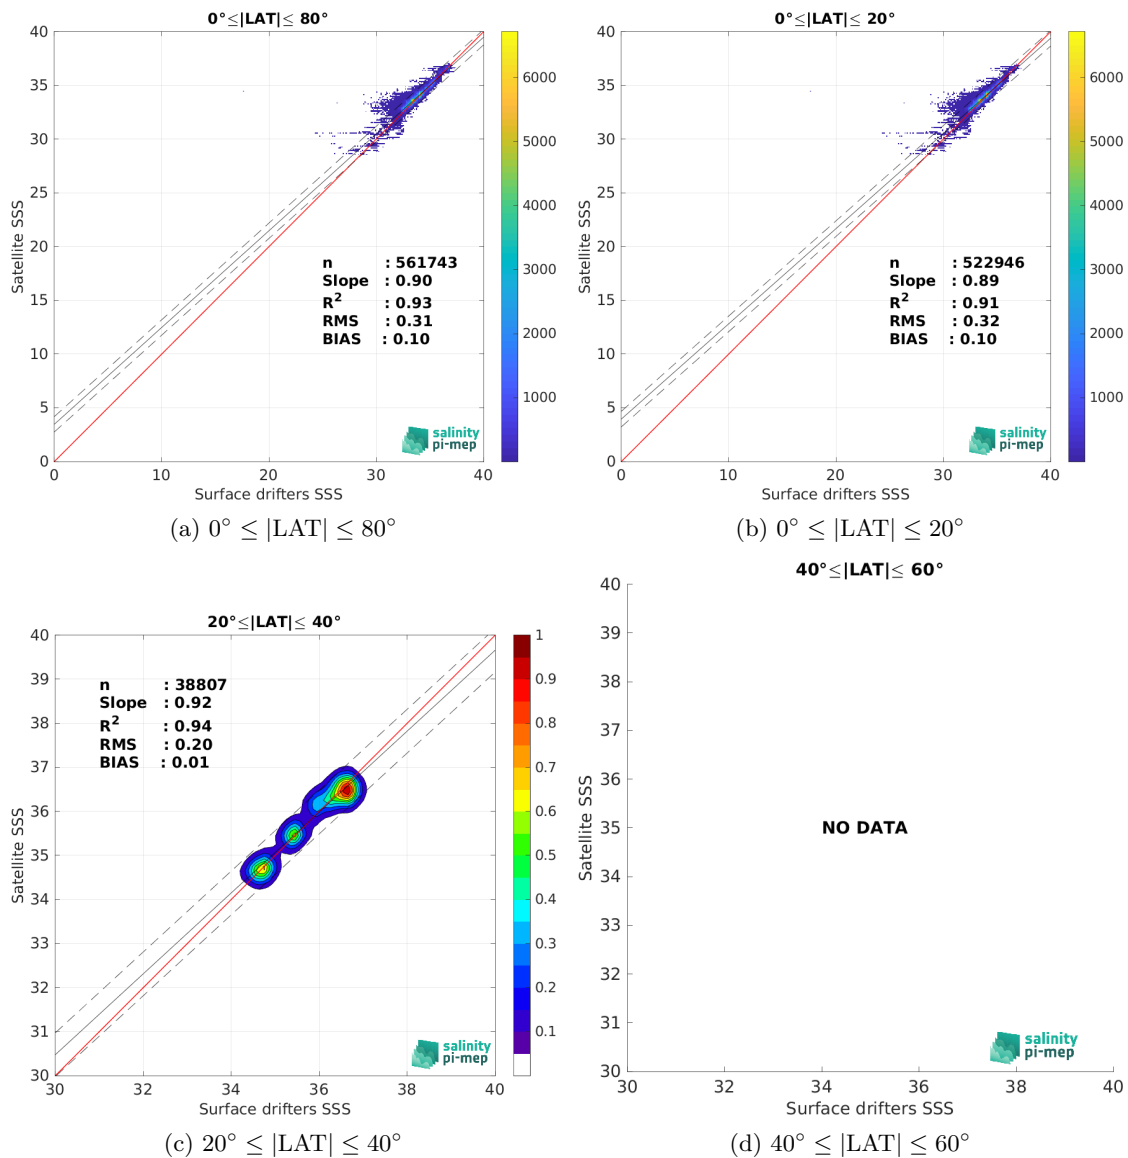 0°≤|LAT|≤ 80°
40
35
30
25
20
15
10
5
0
Satellite SSS
n : 561743
Slope : 0.90
R² : 0.93
RMS : 0.31
BIAS : 0.10
salinity
pi-mep
0 10 20 30 40
Surface drifters SSS
6000
5000
4000
3000
2000
1000
(a) 0° ≤ |LAT| ≤ 80°
0°≤|LAT|≤ 20°
40
35
30
25
20
15
10
5
0
Satellite SSS
n : 522946
Slope : 0.89
R² : 0.91
RMS : 0.32
BIAS : 0.10
salinity
pi-mep
0 10 20 30 40
Surface drifters SSS
6000
5000
4000
3000
2000
1000
(b) 0° ≤ |LAT| ≤ 20°
20°≤|LAT|≤ 40°
40
39
38
37
36
35
34
33
32
31
30
Satellite SSS
n : 38807
Slope : 0.92
R² : 0.94
RMS : 0.20
BIAS : 0.01
salinity
pi-mep
30 32 34 36 38 40
Surface drifters SSS
1
0.9
0.8
0.7
0.6
0.5
0.4
0.3
0.2
0.1
(c) 20° ≤ |LAT| ≤ 40°
40°≤|LAT|≤ 60°
40
39
38
37
36
35
34
33
32
31
30
Satellite SSS
NO DATA
salinity
pi-mep
30 32 34 36 38 40
Surface drifters SSS
(d) 40° ≤ |LAT| ≤ 60°